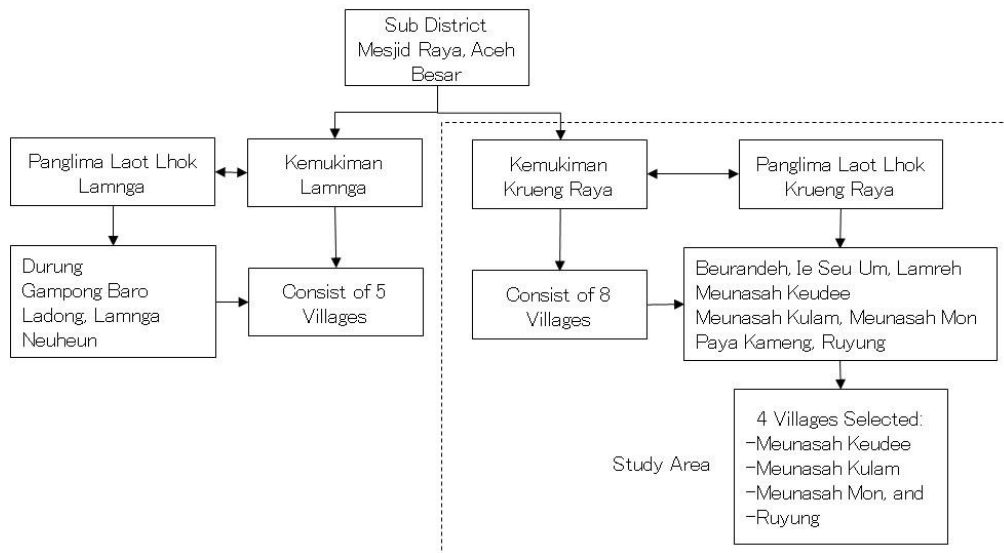 Sub District
Mesjid Raya, Aceh
Besar
Panglima Laot Lhok
Lamnga
Kemukiman
Lamnga
Kemukiman
Krueng Raya
Panglima Laot Lhok
Krueng Raya
Durung
Gampong Baro
Ladong, Lamnga
Neuheun
Consist of 5
Villages
Consist of 8
Villages
Beurandeh, Ie Seu Um, Lamreh
Meunasah Keudee
Meunasah Kulam, Meunasah Mon
Paya Kameng, Ruyung
Study Area
4 Villages Selected:
-Meunasah Keudee
-Meunasah Kulam
-Meunasah Mon, and
-Ruyung